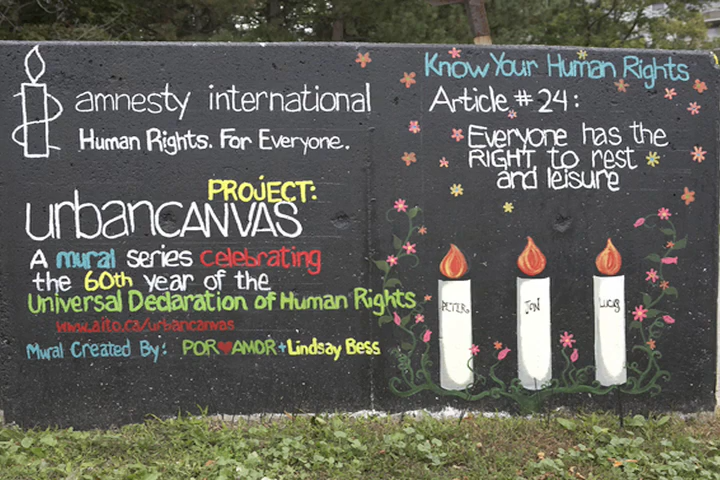 amnesty international
Human Rights. For Everyone.
PROJECT:
urbanCANVAS
A mural series celebrating
the 60th year of the
Universal Declaration of Human Rights
www.aito.ca/urbancanvas
Mural Created By: POR♥AMOR+Lindsay Bess
Know Your Human Rights
Article #24:
Everyone has the
RIGHT to rest
and leisure
PETER
JON
LUCAS